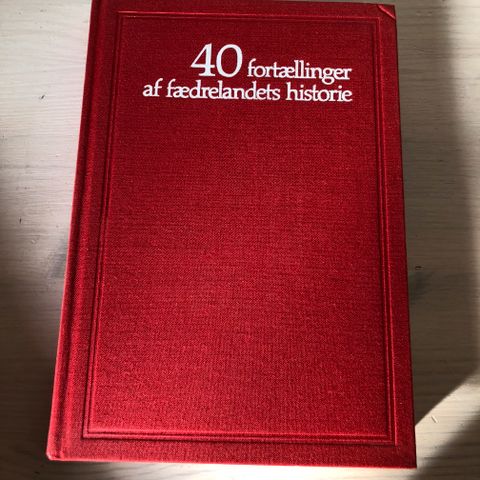 40 fortællinger
af fædrelandets historie